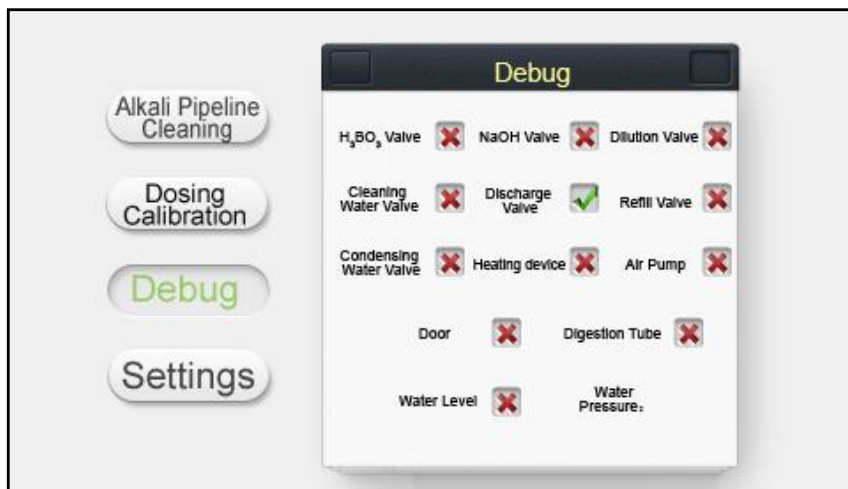 Debug
Alkali Pipeline
Cleaning
Dosing
Calibration
Debug
Settings
H₃BO₃ Valve
NaOH Valve
Dilution Valve
Cleaning
Water Valve
Discharge
Valve
Refill Valve
Condensing
Water Valve
Heating device
Air Pump
Door
Digestion Tube
Water Level
Water
Pressure: